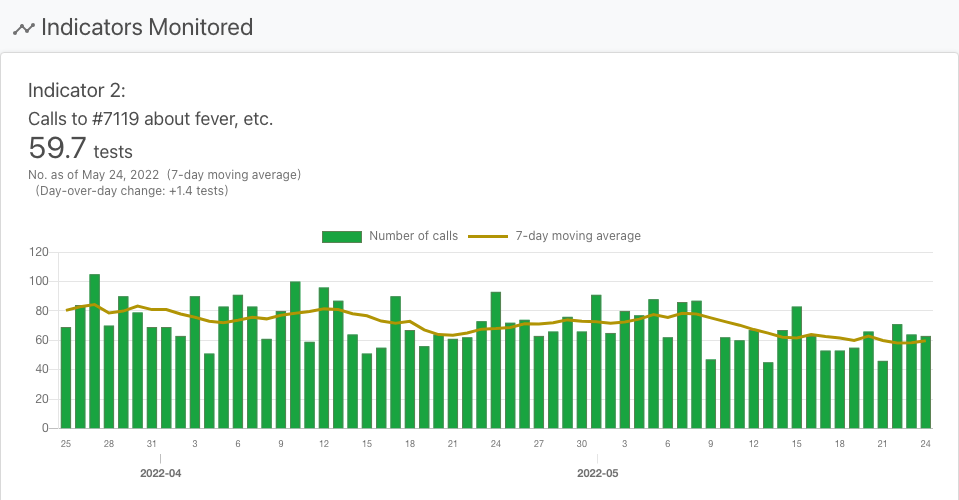 Indicators Monitored
Indicator 2:
Calls to #7119 about fever, etc.
59.7 tests
No. as of May 24, 2022 (7-day moving average)
(Day-over-day change: +1.4 tests)
Number of calls 7-day moving average
120
100
80
60
40
20
0
25 28 31 3 6 9 12 15 18 21 24 27 30 3 6 9 12 15 18 21 24
2022-04 2022-05